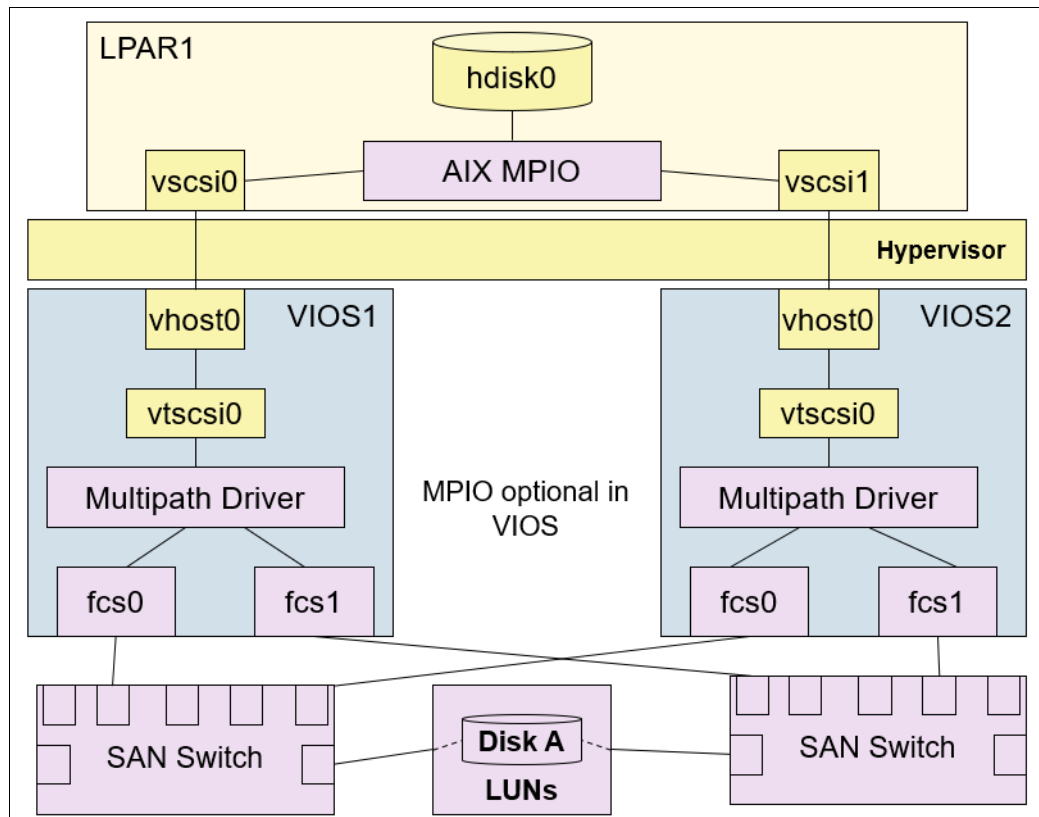 LPAR1
hdisk0
AIX MPIO
vscsi0
vscsi1
Hypervisor
vhost0
VIOS1
vhost0
VIOS2
vtscsi0
vtscsi0
Multipath Driver
MPIO optional in
VIOS
Multipath Driver
fcs0
fcs1
fcs0
fcs1
SAN Switch
Disk A
LUNs
SAN Switch